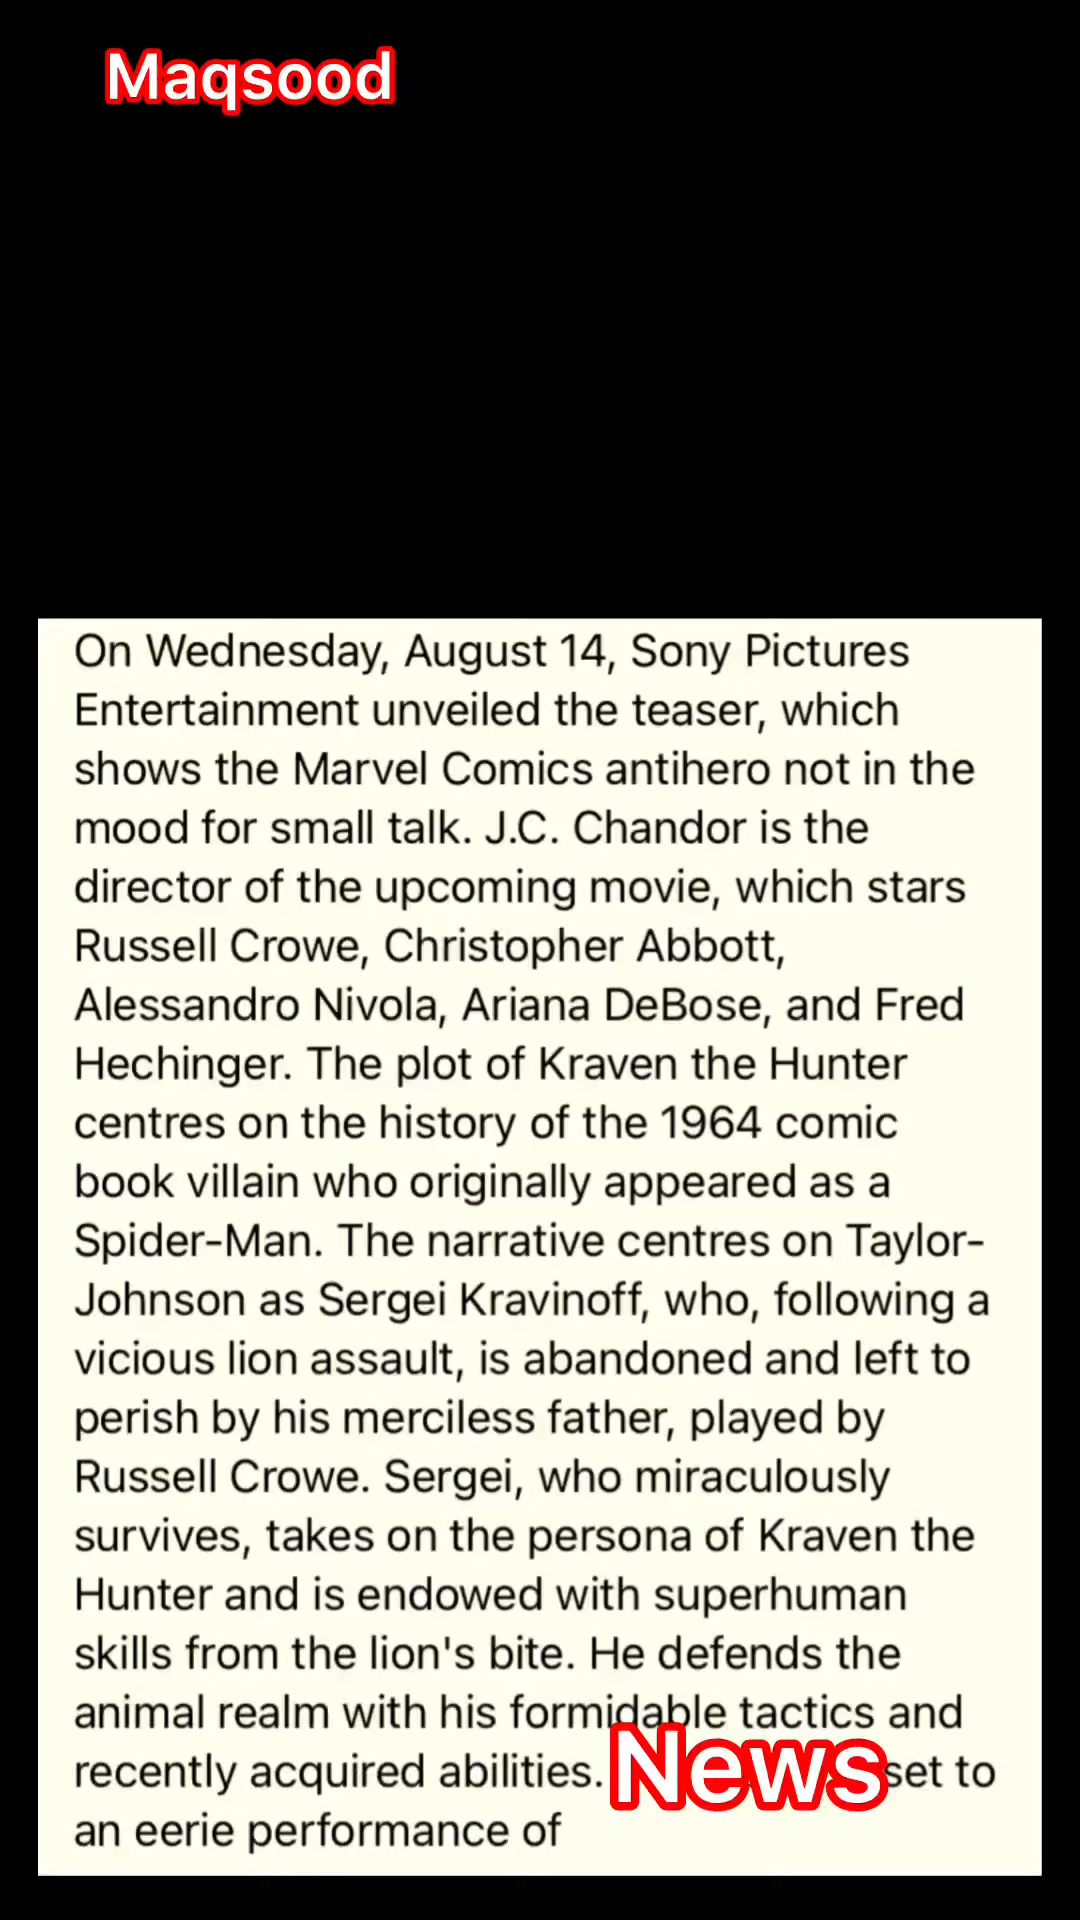 Maqsood
On Wednesday, August 14, Sony Pictures
Entertainment unveiled the teaser, which
shows the Marvel Comics antihero not in the
mood for small talk. J.C. Chandor is the
director of the upcoming movie, which stars
Russell Crowe, Christopher Abbott,
Alessandro Nivola, Ariana DeBose, and Fred
Hechinger. The plot of Kraven the Hunter
centres on the history of the 1964 comic
book villain who originally appeared as a
Spider-Man. The narrative centres on Taylor-
Johnson as Sergei Kravinoff, who, following a
vicious lion assault, is abandoned and left to
perish by his merciless father, played by
Russell Crowe. Sergei, who miraculously
survives, takes on the persona of Kraven the
Hunter and is endowed with superhuman
skills from the lion's bite. He defends the
animal realm with his formidable tactics and
recently acquired abilities. set to
News
an eerie performance of